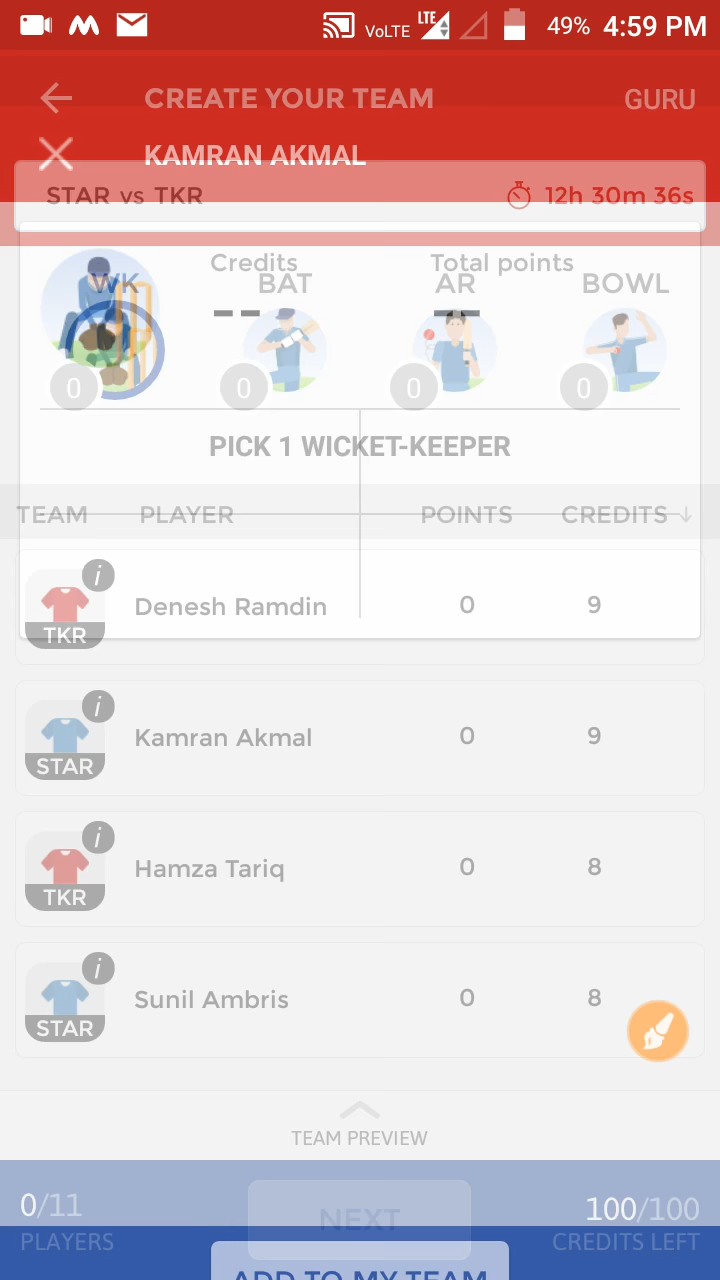 VoLTE LTE 49% 4:59 PM
CREATE YOUR TEAM GURU
KAMRAN AKMAL
STAR vs TKR 12h 30m 36s
Credits Total points
WK BAT AR BOWL
-- --
0 0 0 0
PICK 1 WICKET-KEEPER
TEAM PLAYER POINTS CREDITS ↓
i
Denesh Ramdin 0 9
TKR
i
Kamran Akmal 0 9
STAR
i
Hamza Tariq 0 8
TKR
i
Sunil Ambris 0 8
STAR
TEAM PREVIEW
0/11 NEXT 100/100
PLAYERS CREDITS LEFT
ADD TO MY TEAM